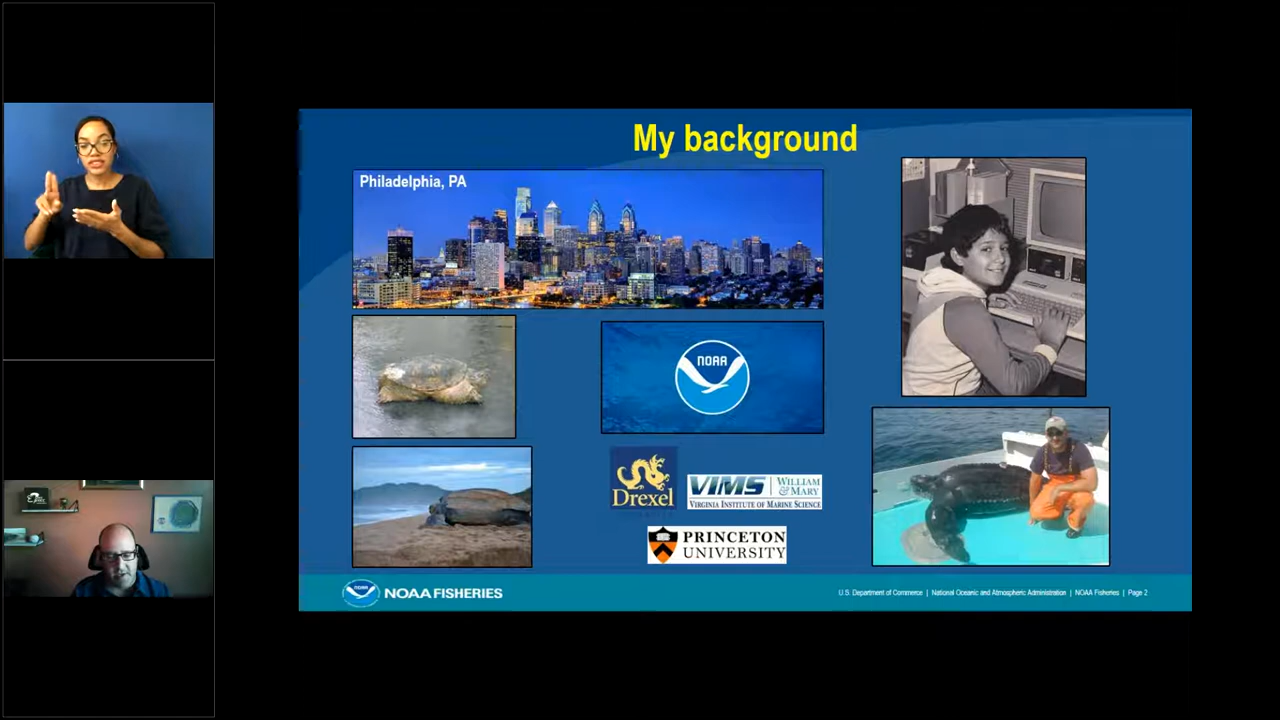 My background
Philadelphia, PA
NOAA
Drexel
VIMS
WILLIAM
& MARY
VIRGINIA INSTITUTE OF MARINE SCIENCE
PRINCETON
UNIVERSITY
NOAA
NOAA FISHERIES
U.S. Department of Commerce | National Oceanic and Atmospheric Administration | NOAA Fisheries | Page 2